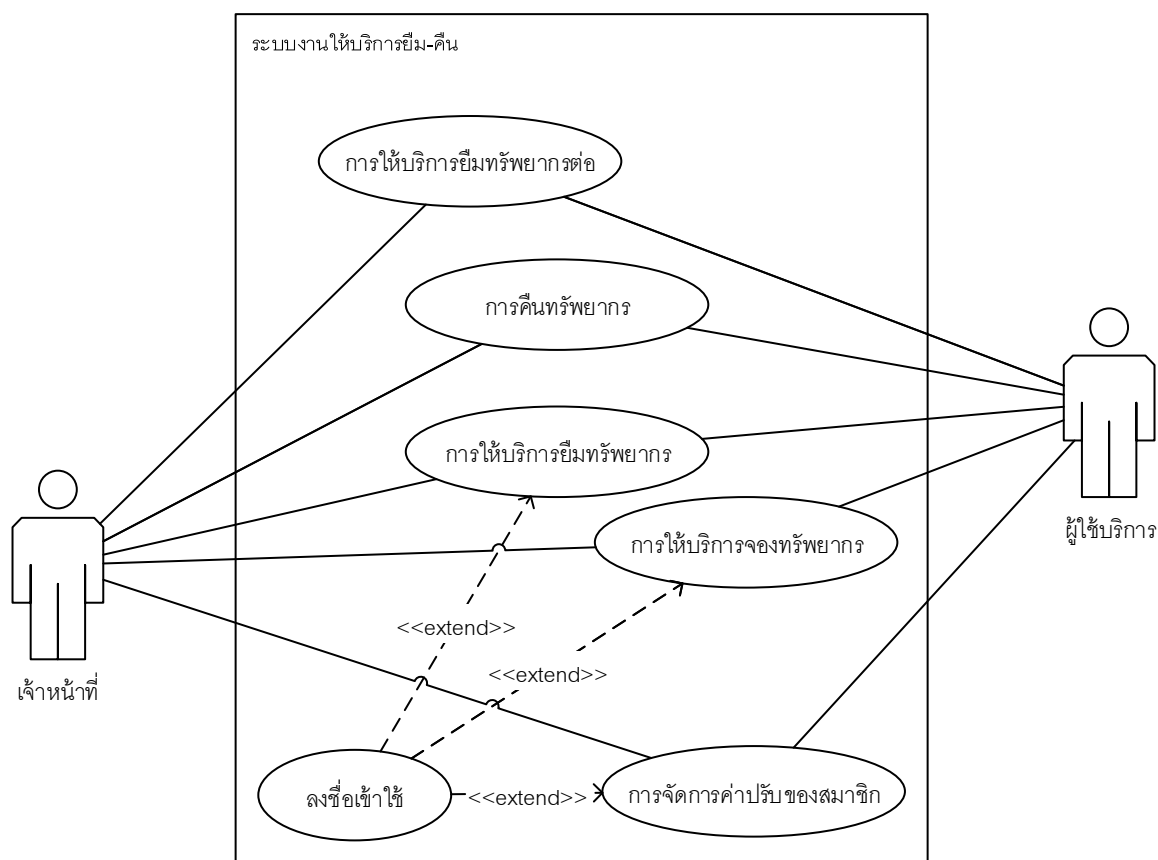 ระบบงานให้บริการยืม-คืน
การให้บริการยืมทรัพยากรต่อ
การคืนทรัพยากร
การให้บริการยืมทรัพยากร
การให้บริการจองทรัพยากร
ผู้ใช้บริการ
<<extend>>
<<extend>>
เจ้าหน้าที่
ลงชื่อเข้าใช้
<<extend>>
การจัดการค่าปรับของสมาชิก